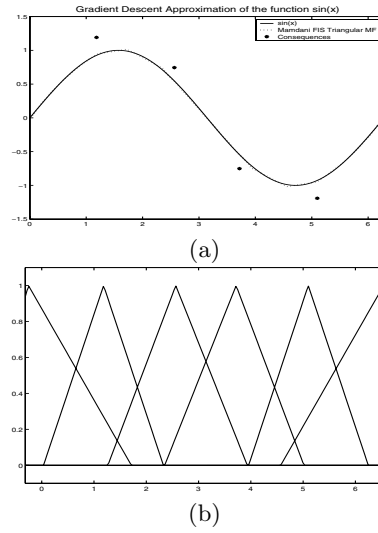 Gradient Descent Approximation of the function sin(x)
1.5
sin(x)
Mamdani FIS Triangular MF
Consequences
1
0.5
0
−0.5
−1
−1.5
0 1 2 3 4 5 6
(a)
1
0.8
0.6
0.4
0.2
0
0 1 2 3 4 5 6
(b)